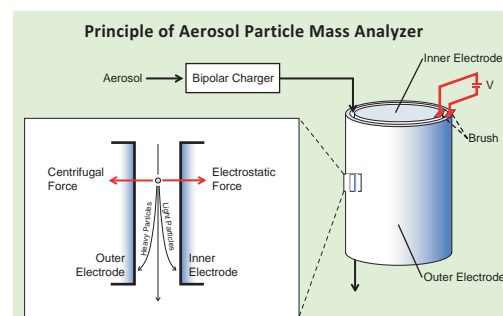 Principle of Aerosol Particle Mass Analyzer
Inner Electrode
Aerosol
Bipolar Charger
V
Brush
Centrifugal
Force
Electrostatic
Force
Heavy Particles
Light Particles
Outer
Electrode
Inner
Electrode
Outer Electrode